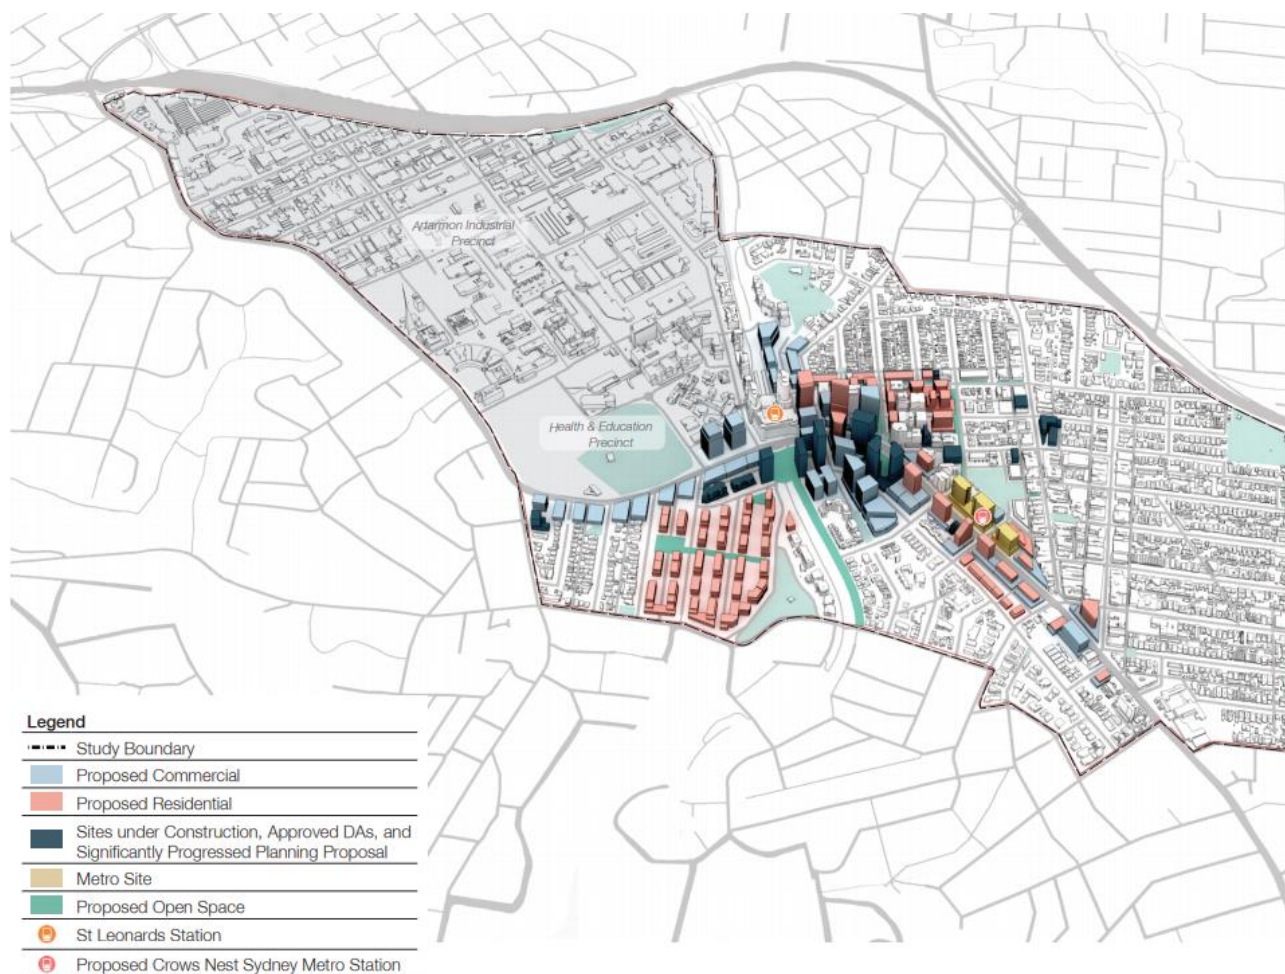 Artarmon Industrial
Precinct
Health & Education
Precinct
Legend
Study Boundary
Proposed Commercial
Proposed Residential
Sites under Construction, Approved DAs, and
Significantly Progressed Planning Proposal
Metro Site
Proposed Open Space
St Leonards Station
Proposed Crows Nest Sydney Metro Station